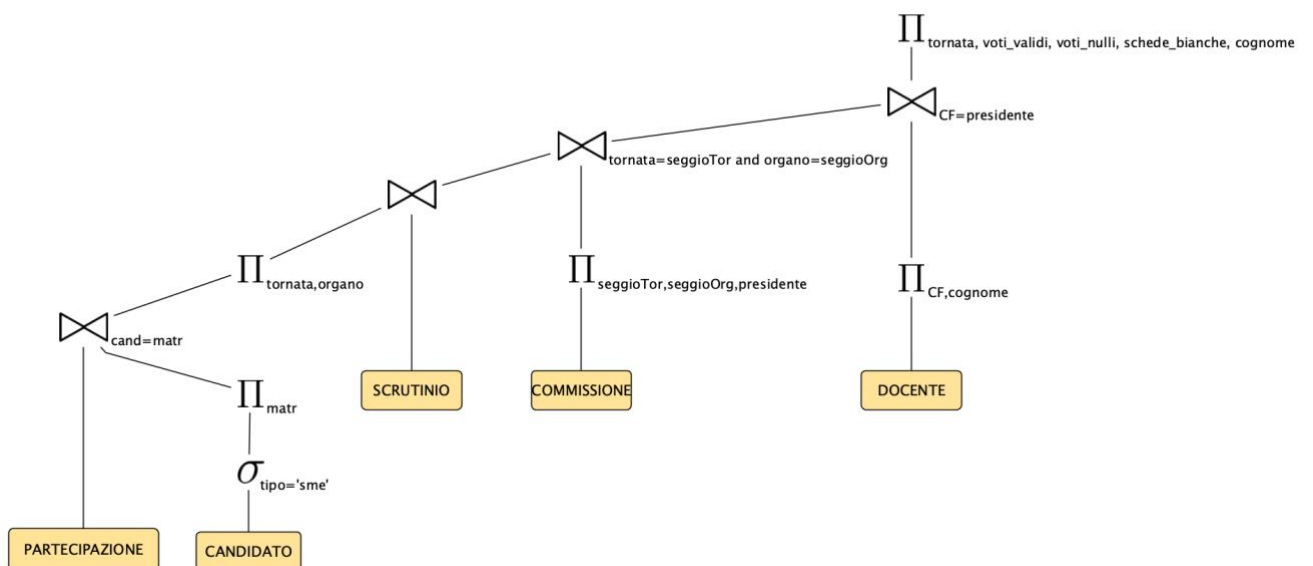 Π tornata, voti_validi, voti_nulli, schede_bianche, cognome
⋈ CF=presidente
⋈ tornata=seggioTor and organo=seggioOrg
⋈
Π tornata,organo
Π seggioTor,seggioOrg,presidente
Π CF,cognome
⋈ cand=matr
SCRUTINIO
COMMISSIONE
DOCENTE
Π matr
σ tipo='sme'
PARTECIPAZIONE
CANDIDATO